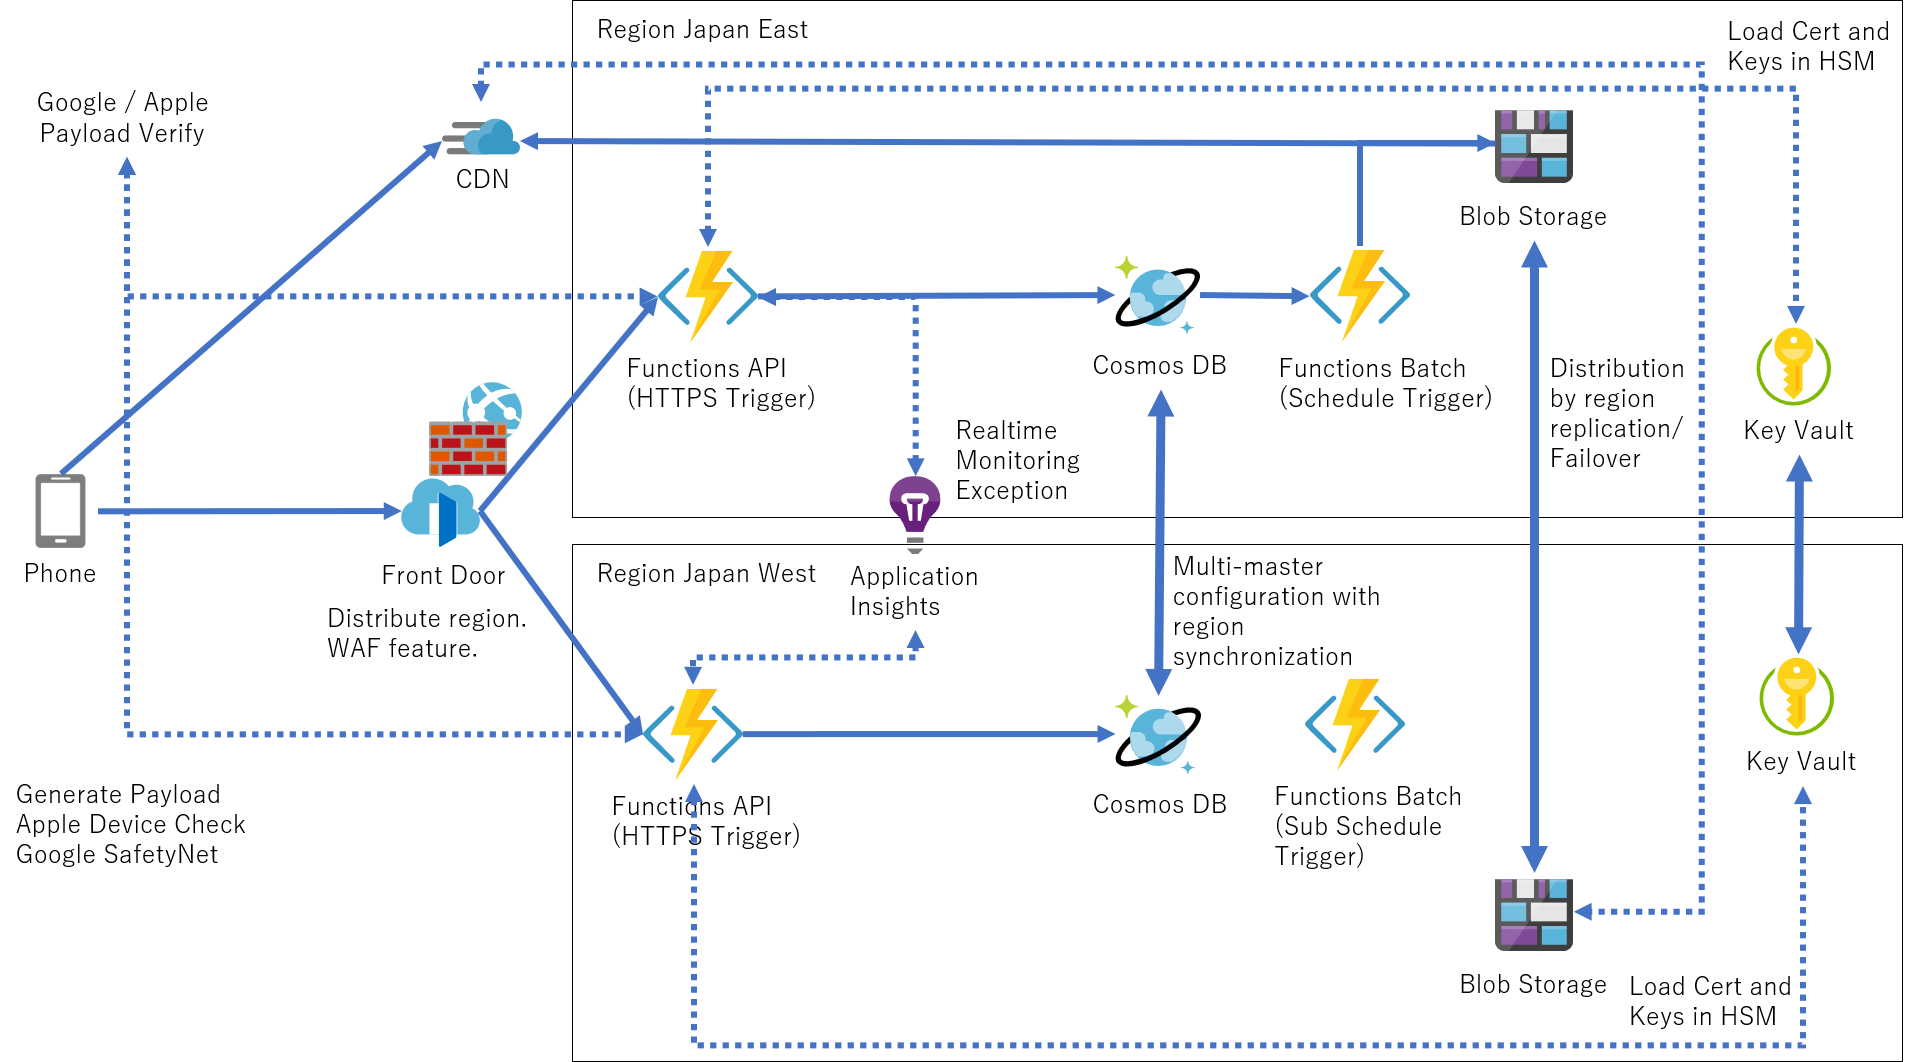 Region Japan East
Load Cert and
Keys in HSM
Google / Apple
Payload Verify
CDN
Blob Storage
Functions API
(HTTPS Trigger)
Cosmos DB
Functions Batch
(Schedule Trigger)
Distribution
by region
replication/
Failover
Key Vault
Realtime
Monitoring
Exception
Phone
Front Door
Distribute region.
WAF feature.
Region Japan West
Application
Insights
Multi-master
configuration with
region
synchronization
Generate Payload
Apple Device Check
Google SafetyNet
Functions API
(HTTPS Trigger)
Cosmos DB
Functions Batch
(Sub Schedule
Trigger)
Key Vault
Blob Storage
Load Cert and
Keys in HSM